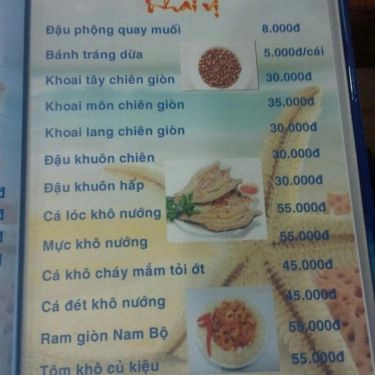 Khai vị
Đậu phộng quay muối 8.000đ
Bánh tráng dừa 5.000đ/cái
Khoai tây chiên giòn 30.000đ
Khoai môn chiên giòn 35.000đ
Khoai lang chiên giòn 30.000đ
Đậu khuôn chiên 30.000đ
Đậu khuôn hấp 30.000đ
Cá lóc khô nướng 55.000đ
Mực khô nướng 55.000đ
Cá khô cháy mắm tỏi ớt 45.000đ
Cá đét khô nướng 45.000đ
Ram giòn Nam Bộ 55.000đ
Tôm khô củ kiệu 55.000đ